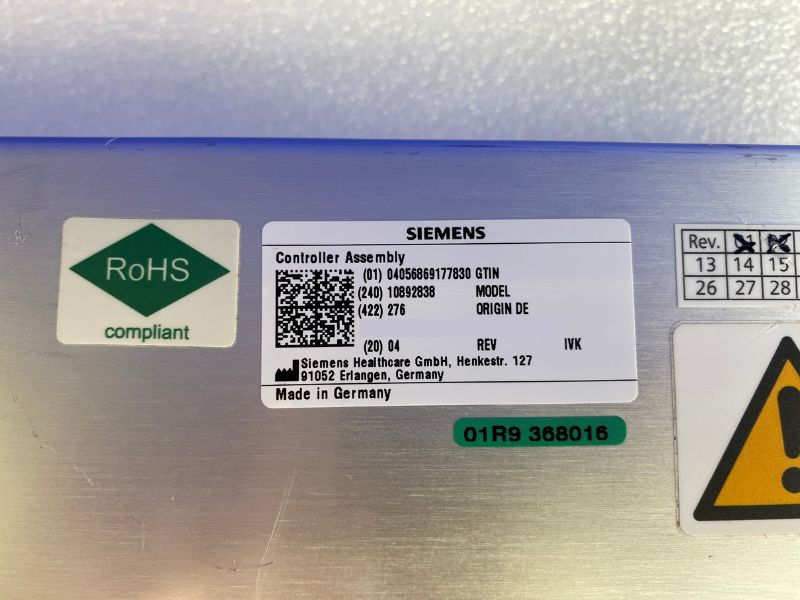 RoHS
compliant
SIEMENS
Controller Assembly
(01) 04056869177830 GTIN
(240) 10892838 MODEL
(422) 276 ORIGIN DE
(20) 04 REV IVK
Siemens Healthcare GmbH, Henkestr. 127
91052 Erlangen, Germany
Made in Germany
01R9 368016
Rev.
13 14 15
26 27 28